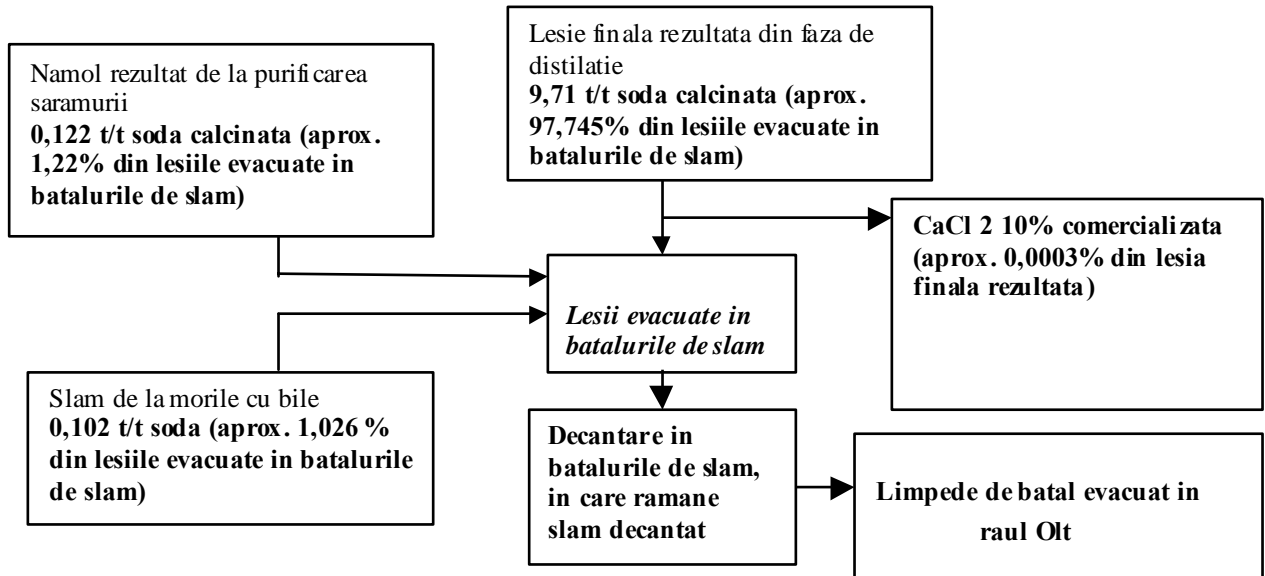 Namol rezultat de la purificarea
saramurii
0,122 t/t soda calcinata (aprox.
1,22% din lesiile evacuate in
batalurile de slam)
Lesie finala rezultata din faza de
distilatie
9,71 t/t soda calcinata (aprox.
97,745% din lesiile evacuate in
batalurile de slam)
CaCl 2 10% comercializata
(aprox. 0,0003% din lesia
finala rezultata)
Lesii evacuate in
batalurile de slam
Slam de la morile cu bile
0,102 t/t soda (aprox. 1,026 %
din lesiile evacuate in batalurile
de slam)
Decantare in
batalurile de slam,
in care ramane
slam decantat
Limpede de batal evacuat in
raul Olt